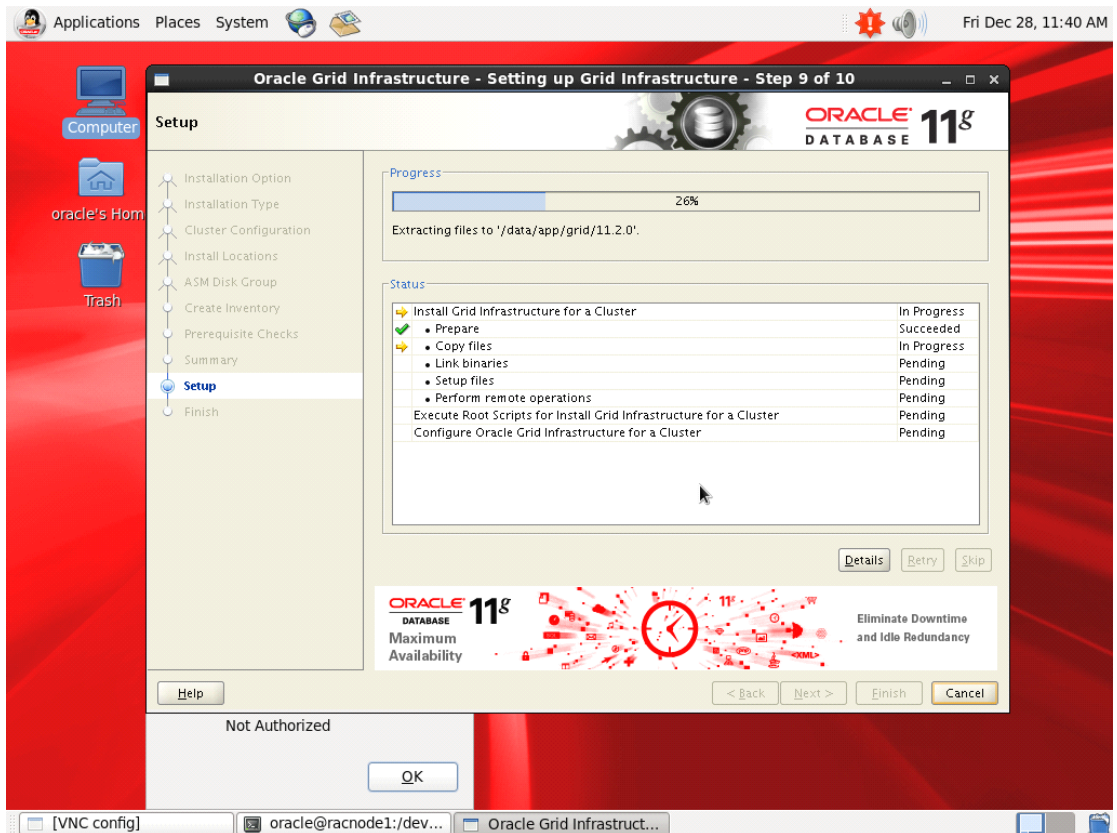 Applications Places System Fri Dec 28, 11:40 AM
Computer
oracle's Hom
Trash
Oracle Grid Infrastructure - Setting up Grid Infrastructure - Step 9 of 10
Setup
ORACLE
DATABASE 11g
Installation Option
Installation Type
Cluster Configuration
Install Locations
ASM Disk Group
Create Inventory
Prerequisite Checks
Summary
Setup
Finish
Progress
26%
Extracting files to '/data/app/grid/11.2.0'.
Status
Install Grid Infrastructure for a Cluster In Progress
• Prepare Succeeded
• Copy files In Progress
• Link binaries Pending
• Setup files Pending
• Perform remote operations Pending
Execute Root Scripts for Install Grid Infrastructure for a Cluster Pending
Configure Oracle Grid Infrastructure for a Cluster Pending
Details Retry Skip
ORACLE
DATABASE 11g
Maximum
Availability
11g
<XML>
Eliminate Downtime
and Idle Redundancy
Help < Back Next > Finish Cancel
Not Authorized
OK
[VNC config] oracle@racnode1:/dev... Oracle Grid Infrastruct...